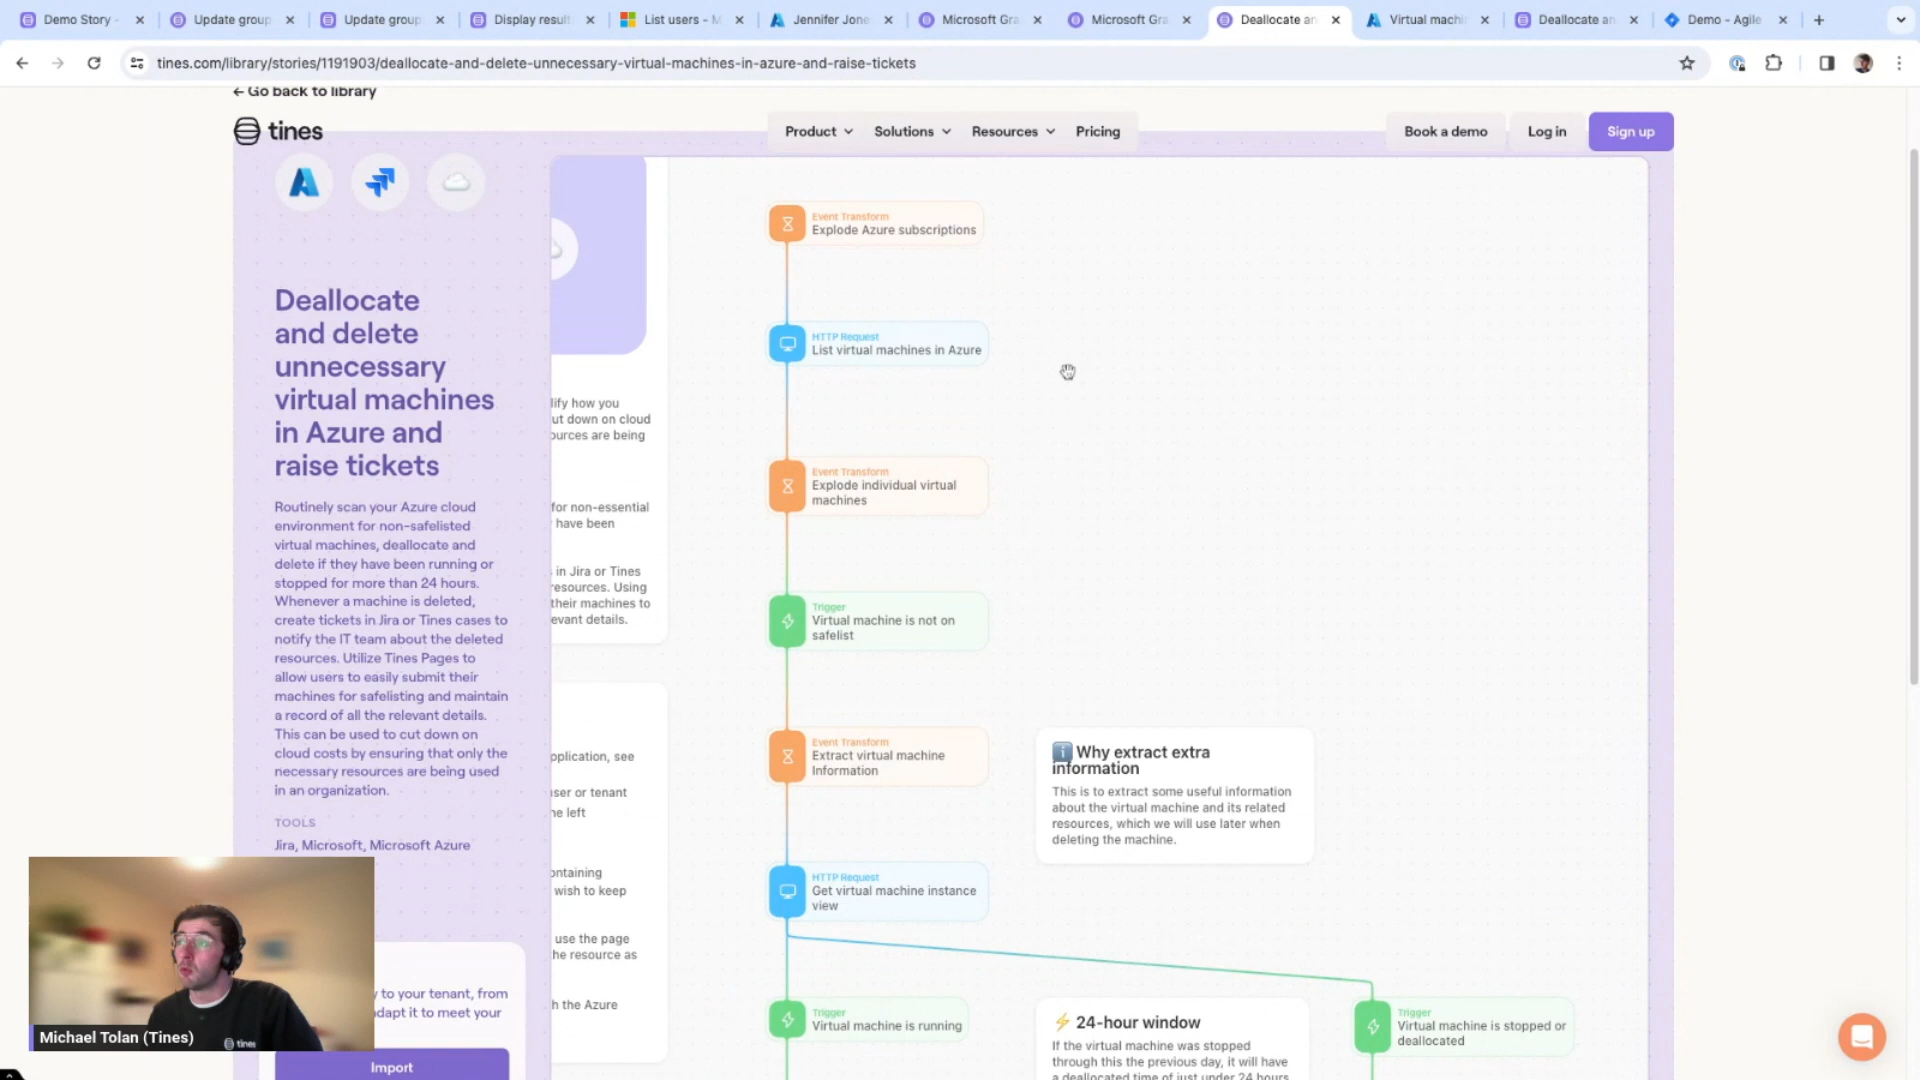 Demo Story -
Update group
Update group
Display result
List users - M
Jennifer Jone
Microsoft Gra
Microsoft Gra
Deallocate an
Virtual machi
Deallocate an
Demo - Agile
tines.com/library/stories/1191903/deallocate-and-delete-unnecessary-virtual-machines-in-azure-and-raise-tickets
← Go back to library
tines
Product
Solutions
Resources
Pricing
Book a demo
Log in
Sign up
Deallocate
and delete
unnecessary
virtual machines
in Azure and
raise tickets
Routinely scan your Azure cloud
environment for non-safelisted
virtual machines, deallocate and
delete if they have been running or
stopped for more than 24 hours.
Whenever a machine is deleted,
create tickets in Jira or Tines cases to
notify the IT team about the deleted
resources. Utilize Tines Pages to
allow users to easily submit their
machines for safelisting and maintain
a record of all the relevant details.
This can be used to cut down on
cloud costs by ensuring that only the
necessary resources are being used
in an organization.
TOOLS
Jira, Microsoft, Microsoft Azure
y to your tenant, from
dapt it to meet your
Import
Michael Tolan (Tines)
tines
lify how you
ut down on cloud
ources are being
for non-essential
have been
in Jira or Tines
resources. Using
their machines to
evant details.
pplication, see
ser or tenant
he left
ontaining
wish to keep
use the page
he resource as
h the Azure
Event Transform
Explode Azure subscriptions
HTTP Request
List virtual machines in Azure
Event Transform
Explode individual virtual
machines
Trigger
Virtual machine is not on
safelist
Event Transform
Extract virtual machine
Information
Why extract extra
information
This is to extract some useful information
about the virtual machine and its related
resources, which we will use later when
deleting the machine.
HTTP Request
Get virtual machine instance
view
Trigger
Virtual machine is running
24-hour window
If the virtual machine was stopped
through this the previous day, it will have
a deallocated time of just under 24 hours
Trigger
Virtual machine is stopped or
deallocated